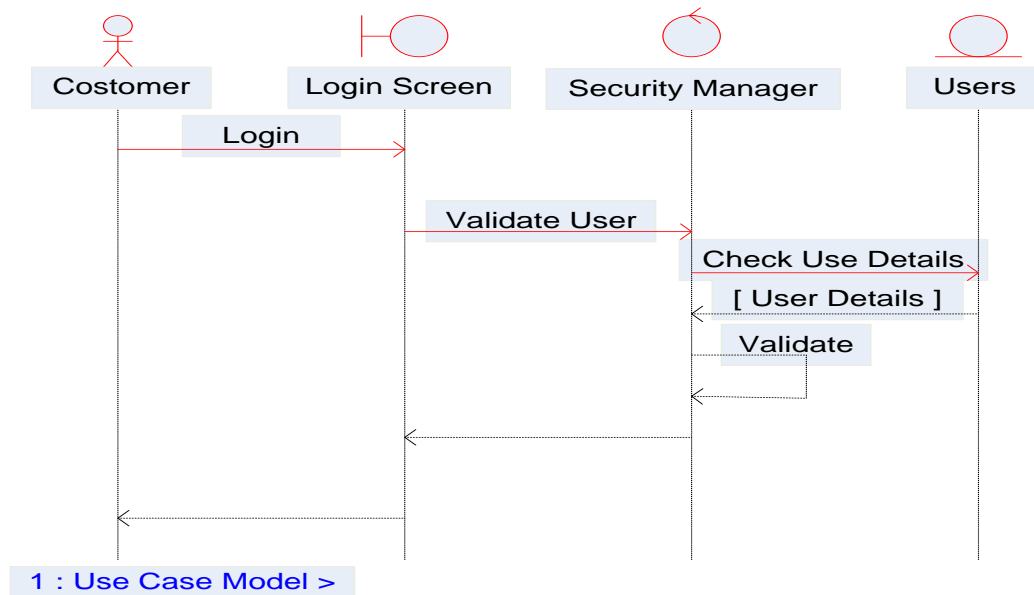 Costomer
Login Screen
Security Manager
Users
Login
Validate User
Check Use Details
[ User Details ]
Validate
1 : Use Case Model >